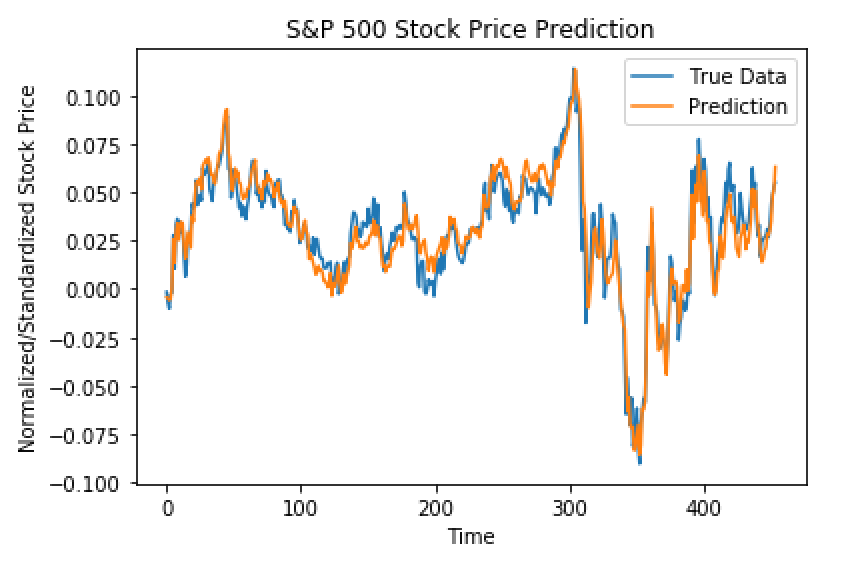 S&P 500 Stock Price Prediction
True Data
Prediction
Normalized/Standardized Stock Price
0.100
0.075
0.050
0.025
0.000
−0.025
−0.050
−0.075
−0.100
0 100 200 300 400
Time